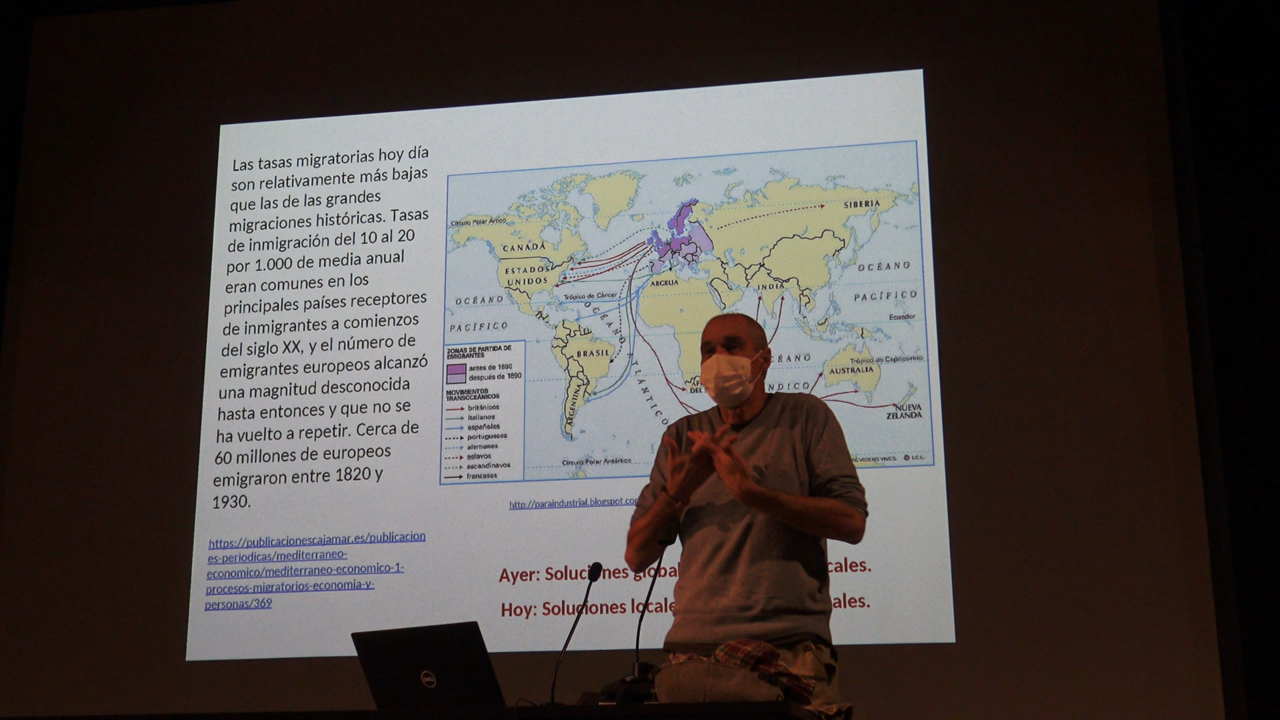 Las tasas migratorias hoy día
son relativamente más bajas
que las de las grandes
migraciones históricas. Tasas
de inmigración del 10 al 20
por 1.000 de media anual
eran comunes en los
principales países receptores
de inmigrantes a comienzos
del siglo XX, y el número de
emigrantes europeos alcanzó
una magnitud desconocida
hasta entonces y que no se
ha vuelto a repetir. Cerca de
60 millones de europeos
emigraron entre 1820 y
1930.
https://publicacionescajamar.es/publicacion
es-periodicas/mediterraneo-
economico/mediterraneo-economico-1-
procesos-migratorios-economia-y-
personas/369
Círculo Polar Ártico
SIBERIA
CANADÁ
ESTADOS
UNIDOS
OCÉANO
PACÍFICO
Trópico de Cáncer
ARGELIA
INDIA
OCÉANO
PACÍFICO
Ecuador
OCÉANO
ATLÁNTICO
BRASIL
ARGENTINA
OCÉANO
ÍNDICO
Trópico de Capricornio
AUSTRALIA
NUEVA
ZELANDA
Círculo Polar Antártico
ZONAS DE PARTIDA DE
EMIGRANTES
antes de 1890
después de 1890
MOVIMIENTOS
TRANSOCEÁNICOS
británicos
italianos
españoles
portugueses
alemanes
eslavos
escandinavos
franceses
VICENS VIVES. © I.C.L.
http://paraindustrial.blogspot.co
Ayer: Soluciones global cales.
Hoy: Soluciones locale ales.
DELL